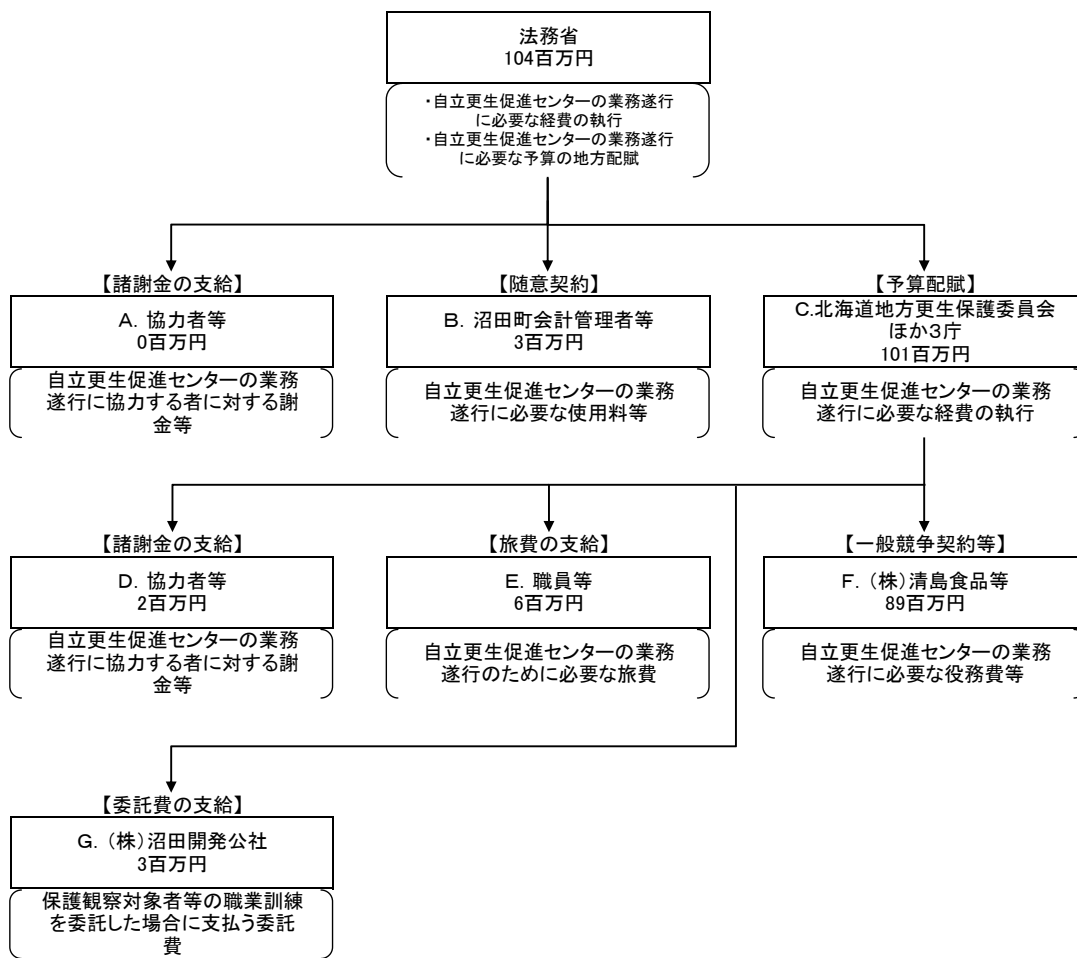 法務省
104百万円
・自立更生促進センターの業務遂行
に必要な経費の執行
・自立更生促進センターの業務遂行
に必要な予算の地方配賦
【諸謝金の支給】
A．協力者等
0百万円
自立更生促進センターの業務
遂行に協力する者に対する謝
金等
【随意契約】
B．沼田町会計管理者等
3百万円
自立更生促進センターの業務
遂行に必要な使用料等
【予算配賦】
C.北海道地方更生保護委員会
ほか3庁
101百万円
自立更生促進センターの業務
遂行に必要な経費の執行
【諸謝金の支給】
D．協力者等
2百万円
自立更生促進センターの業務
遂行に協力する者に対する謝
金等
【旅費の支給】
E．職員等
6百万円
自立更生促進センターの業務
遂行のために必要な旅費
【一般競争契約等】
F．（株）清島食品等
89百万円
自立更生促進センターの業務
遂行に必要な役務費等
【委託費の支給】
G．（株）沼田開発公社
3百万円
保護観察対象者等の職業訓練
を委託した場合に支払う委託
費